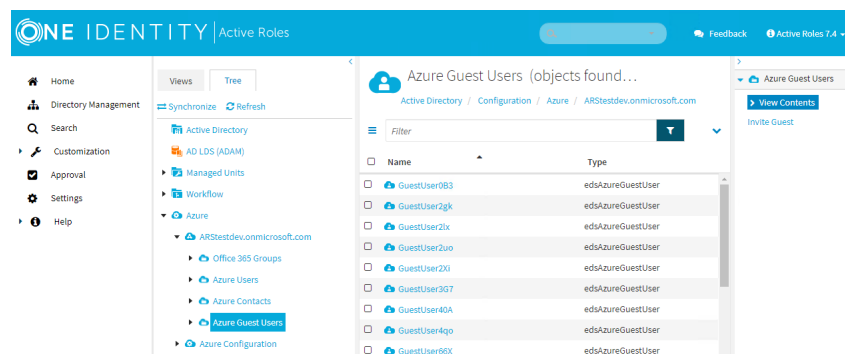 ONE IDENTITY Active Roles
Feedback
Active Roles 7.4
Home
Directory Management
Search
Customization
Approval
Settings
Help
Views
Tree
Synchronize
Refresh
Active Directory
AD LDS (ADAM)
Managed Units
Workflow
Azure
ARStestdev.onmicrosoft.com
Office 365 Groups
Azure Users
Azure Contacts
Azure Guest Users
Azure Configuration
Azure Guest Users (objects found...
Active Directory / Configuration / Azure / ARStestdev.onmicrosoft.com
Filter
Name Type
GuestUser0B3 edsAzureGuestUser
GuestUser2gk edsAzureGuestUser
GuestUser2lx edsAzureGuestUser
GuestUser2uo edsAzureGuestUser
GuestUser2Xi edsAzureGuestUser
GuestUser3G7 edsAzureGuestUser
GuestUser40A edsAzureGuestUser
GuestUser4qo edsAzureGuestUser
GuestUser66X edsAzureGuestUser
Azure Guest Users
View Contents
Invite Guest